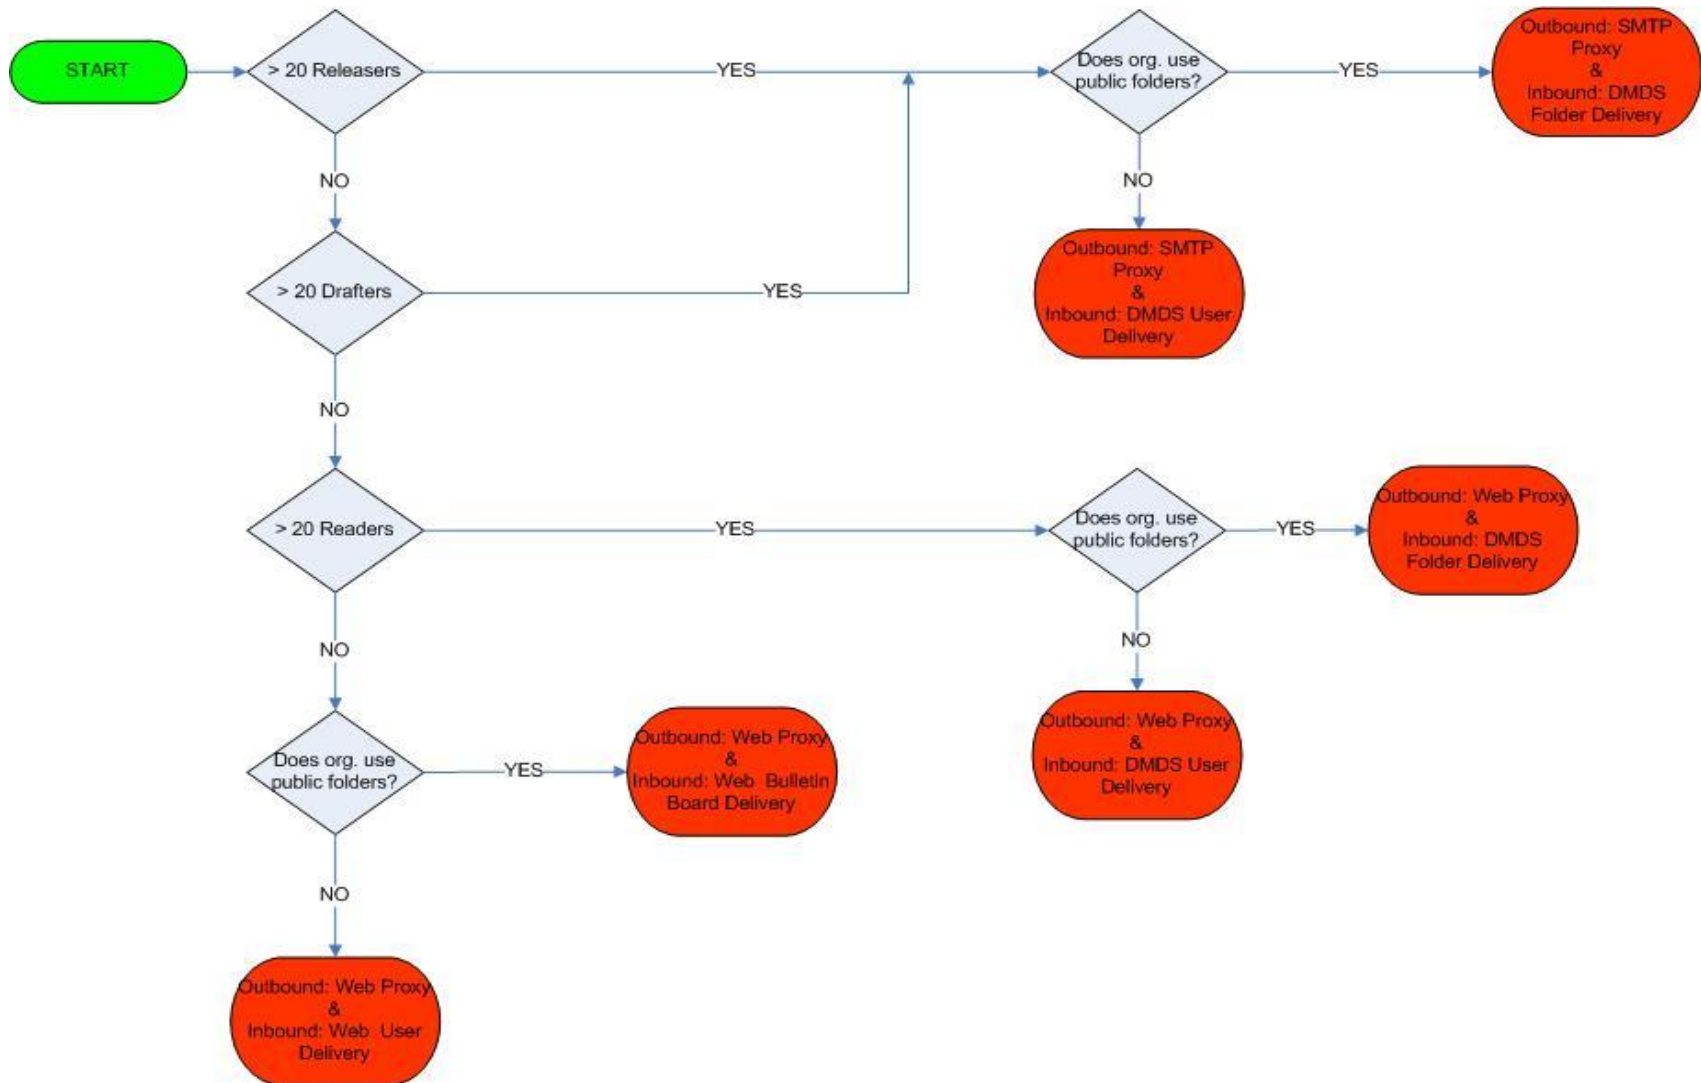 START
> 20 Releasers
YES
Does org. use
public folders?
YES
Outbound: SMTP
Proxy
&
Inbound: DMDS
Folder Delivery
NO
NO
Outbound: SMTP
Proxy
&
Inbound: DMDS User
Delivery
> 20 Drafters
YES
NO
> 20 Readers
YES
Does org. use
public folders?
YES
Outbound: Web Proxy
&
Inbound: DMDS
Folder Delivery
NO
NO
Outbound: Web Proxy
&
Inbound: DMDS User
Delivery
Does org. use
public folders?
YES
Outbound: Web Proxy
&
Inbound: Web Bulletin
Board Delivery
NO
Outbound: Web Proxy
&
Inbound: Web User
Delivery